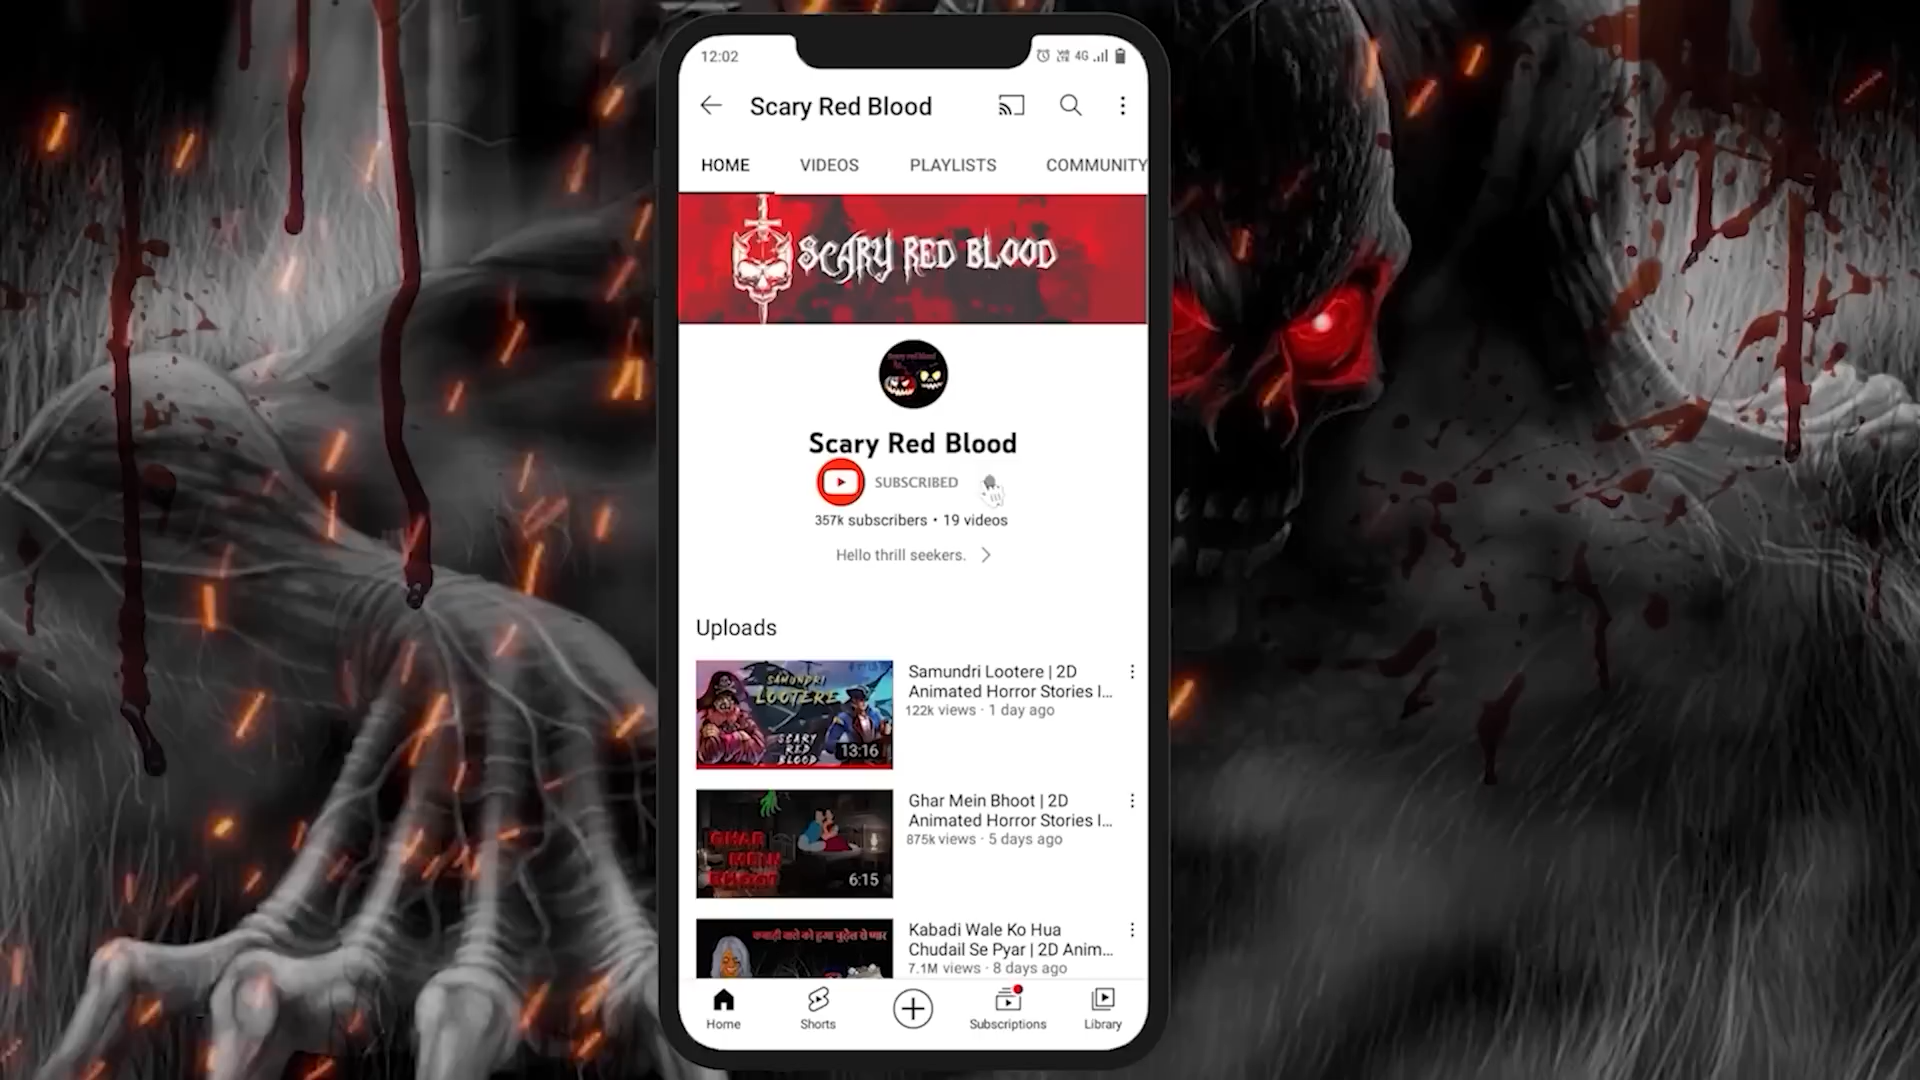 12:02
4G
Scary Red Blood
HOME VIDEOS PLAYLISTS COMMUNITY
SCARY RED BLOOD
Scary red blood
Scary Red Blood
SUBSCRIBED
357k subscribers • 19 videos
Hello thrill seekers.
Uploads
SAMUNDRI
LOOTERE
SCARY
RED
BLOOD
13:16
Samundri Lootere | 2D
Animated Horror Stories I...
122k views · 1 day ago
GHAR
MEIN
BHOOT
6:15
Ghar Mein Bhoot | 2D
Animated Horror Stories I...
875k views · 5 days ago
कबाड़ी वाले को हुआ चुड़ैल से प्यार
Kabadi Wale Ko Hua
Chudail Se Pyar | 2D Anim...
7.1M views · 8 days ago
Home Shorts Subscriptions Library